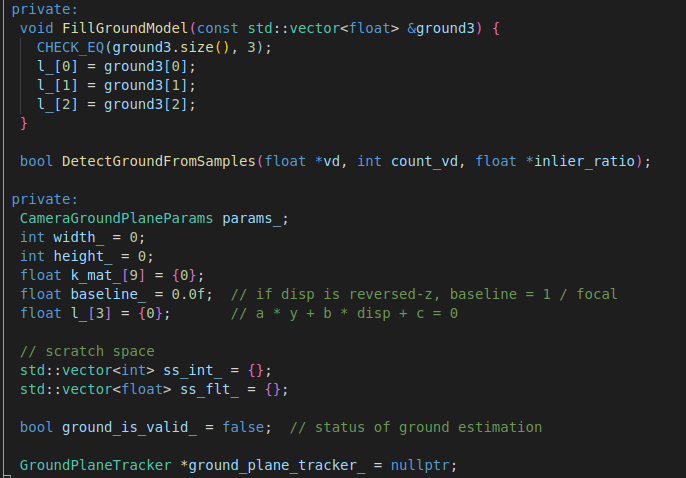 private:
void FillGroundModel(const std::vector<float> &ground3) {
CHECK_EQ(ground3.size(), 3);
l_[0] = ground3[0];
l_[1] = ground3[1];
l_[2] = ground3[2];
}
bool DetectGroundFromSamples(float *vd, int count_vd, float *inlier_ratio);
private:
CameraGroundPlaneParams params_;
int width_ = 0;
int height_ = 0;
float k_mat_[9] = {0};
float baseline_ = 0.0f;  // if disp is reversed-z, baseline = 1 / focal
float l_[3] = {0};       // a * y + b * disp + c = 0
// scratch space
std::vector<int> ss_int_ = {};
std::vector<float> ss_flt_ = {};
bool ground_is_valid_ = false;  // status of ground estimation
GroundPlaneTracker *ground_plane_tracker_ = nullptr;